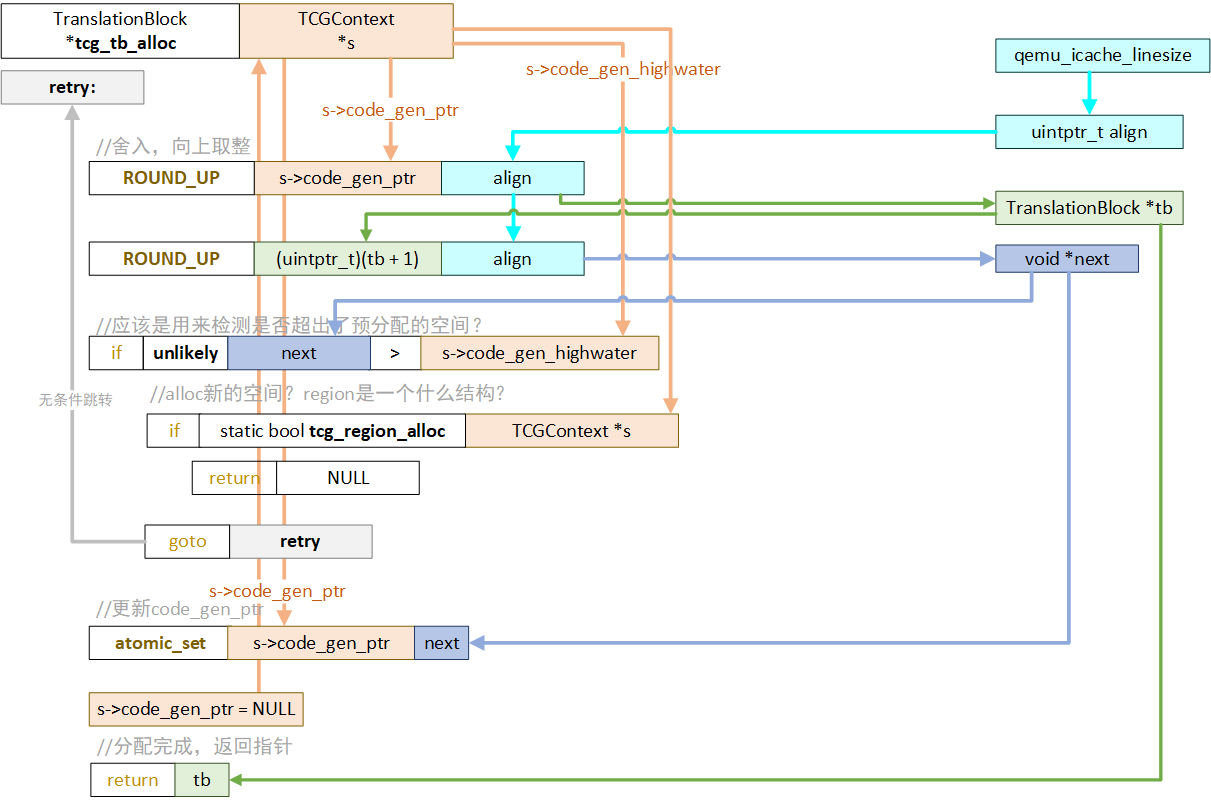 TranslationBlock
*tcg_tb_alloc
TCGContext
*s
s->code_gen_highwater
qemu_icache_linesize
retry:
s->code_gen_ptr
uintptr_t align
//舍入，向上取整
ROUND_UP s->code_gen_ptr align
TranslationBlock *tb
ROUND_UP (uintptr_t)(tb + 1) align
void *next
//应该是用来检测是否超出了预分配的空间？
if unlikely next > s->code_gen_highwater
//alloc新的空间？region是一个什么结构？
无条件跳转
if static bool tcg_region_alloc TCGContext *s
return NULL
goto retry
s->code_gen_ptr
//更新code_gen_ptr
atomic_set s->code_gen_ptr next
s->code_gen_ptr = NULL
//分配完成，返回指针
return tb